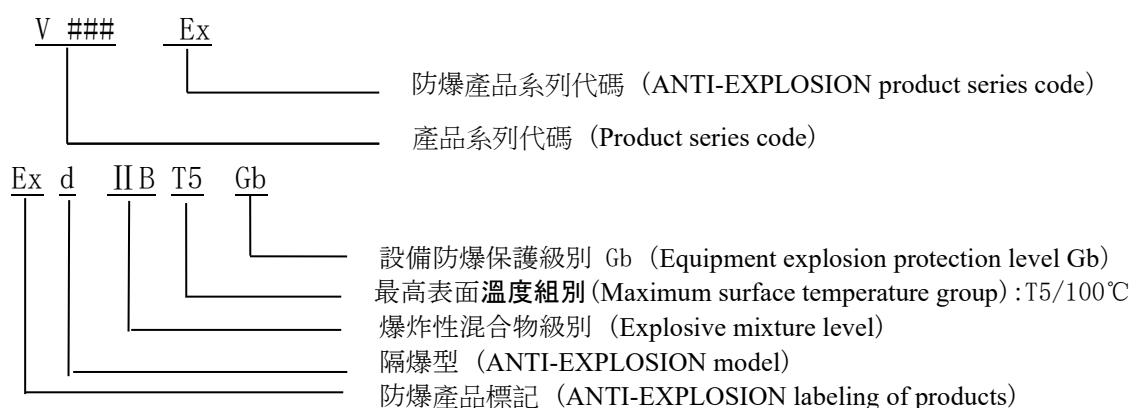 V ### Ex
防爆產品系列代碼 (ANTI-EXPLOSION product series code)
產品系列代碼 (Product series code)
Ex d ⅡB T5 Gb
設備防爆保護級別 Gb (Equipment explosion protection level Gb)
最高表面溫度組別(Maximum surface temperature group):T5/100℃
爆炸性混合物級別 (Explosive mixture level)
隔爆型 (ANTI-EXPLOSION model)
防爆產品標記 (ANTI-EXPLOSION labeling of products)